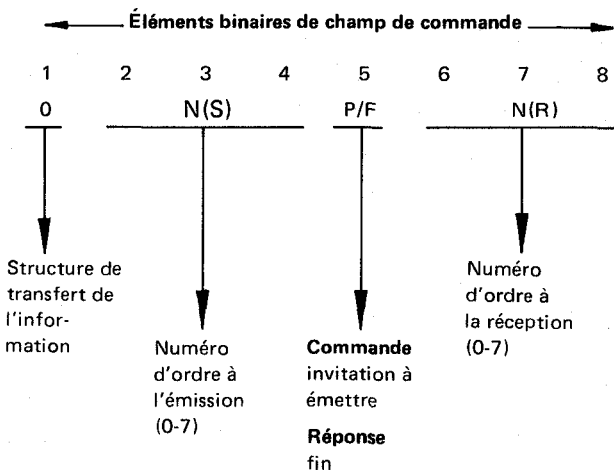 Éléments binaires de champ de commande
1 2 3 4 5 6 7 8
0 N(S) P/F N(R)
Structure de
transfert de
l'infor-
mation
Numéro
d'ordre à
l'émission
(0-7)
Commande
invitation à
émettre
Réponse
fin
Numéro
d'ordre à
la réception
(0-7)